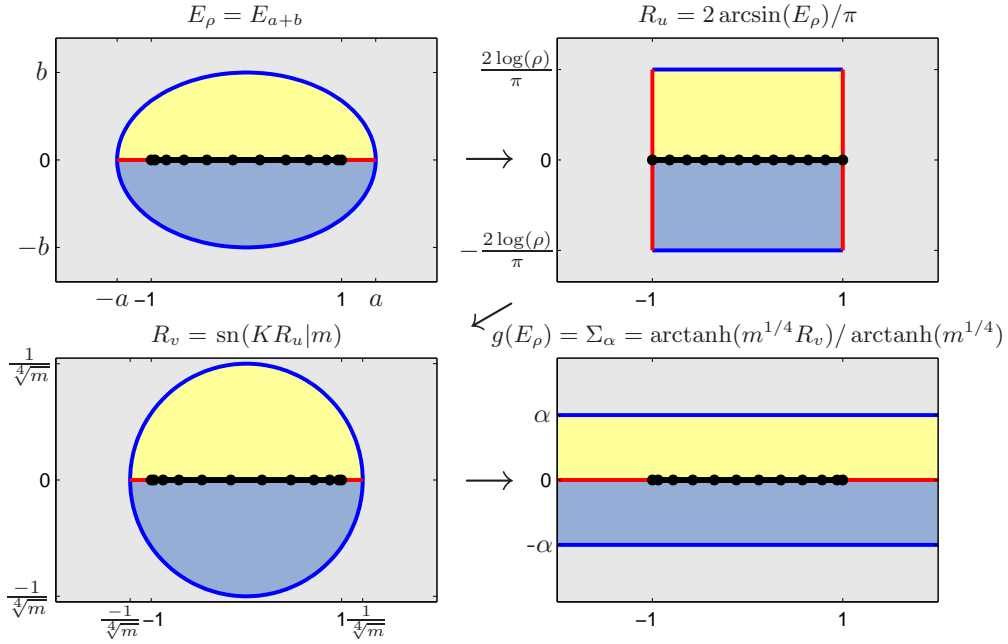 E_ρ = E_{a+b}
b
0
−b
−a -1 1 a
R_u = 2 arcsin(E_ρ)/π
2 log(ρ)/π
0
−2 log(ρ)/π
-1 1
R_v = sn(KR_u|m)
1/∜m
0
−1/∜m
−1/∜m -1 1 1/∜m
g(E_ρ) = Σ_α = arctanh(m^{1/4}R_v)/ arctanh(m^{1/4})
α
0
-α
-1 1